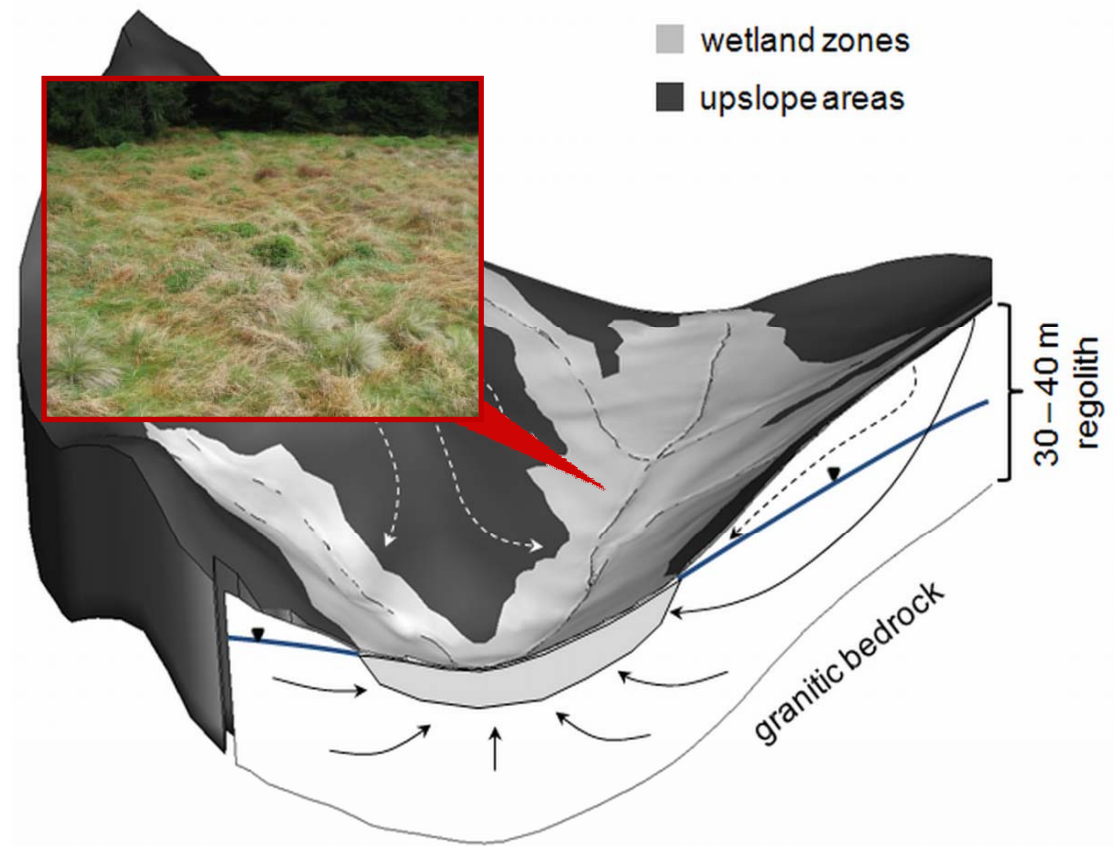 wetland zones
upslope areas
30 – 40 m
regolith
granitic bedrock